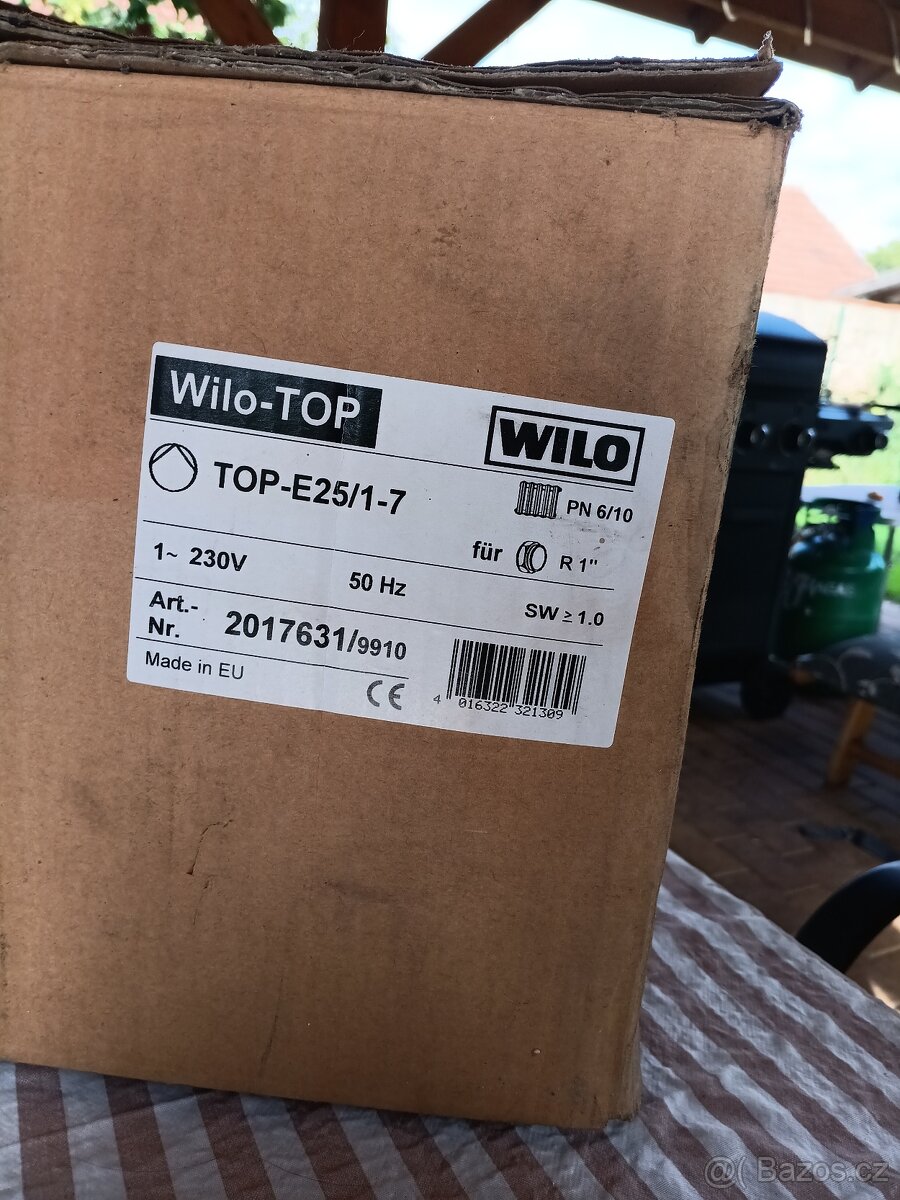 Wilo-TOP
WILO
TOP-E25/1-7
PN 6/10
für R 1"
1~ 230V
50 Hz
SW ≥ 1.0
Art.-
Nr. 2017631/9910
Made in EU
CE
4 016322 321309
@( Bazos.cz